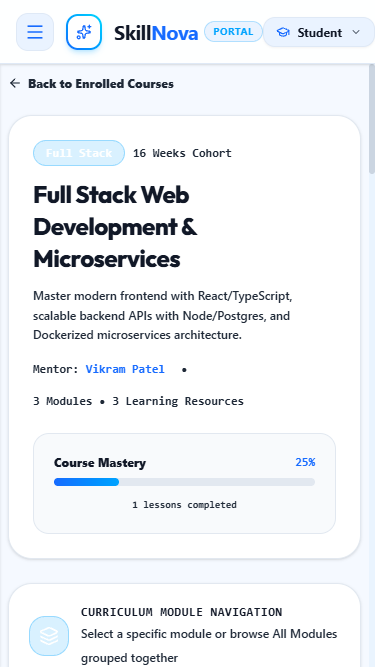 SkillNova PORTAL Student
Back to Enrolled Courses
Full Stack 16 Weeks Cohort
Full Stack Web
Development &
Microservices
Master modern frontend with React/TypeScript,
scalable backend APIs with Node/Postgres, and
Dockerized microservices architecture.
Mentor: Vikram Patel •
3 Modules • 3 Learning Resources
Course Mastery 25%
1 lessons completed
CURRICULUM MODULE NAVIGATION
Select a specific module or browse All Modules
grouped together